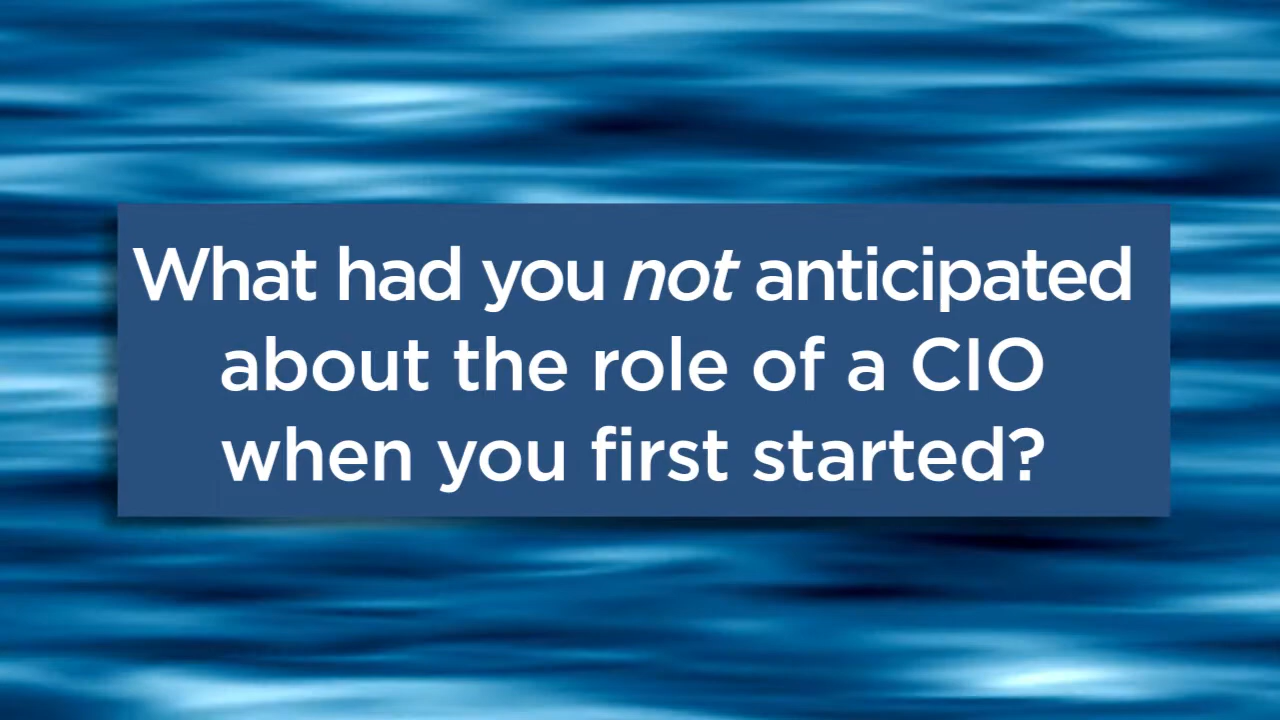 What had you not anticipated
about the role of a CIO
when you first started?